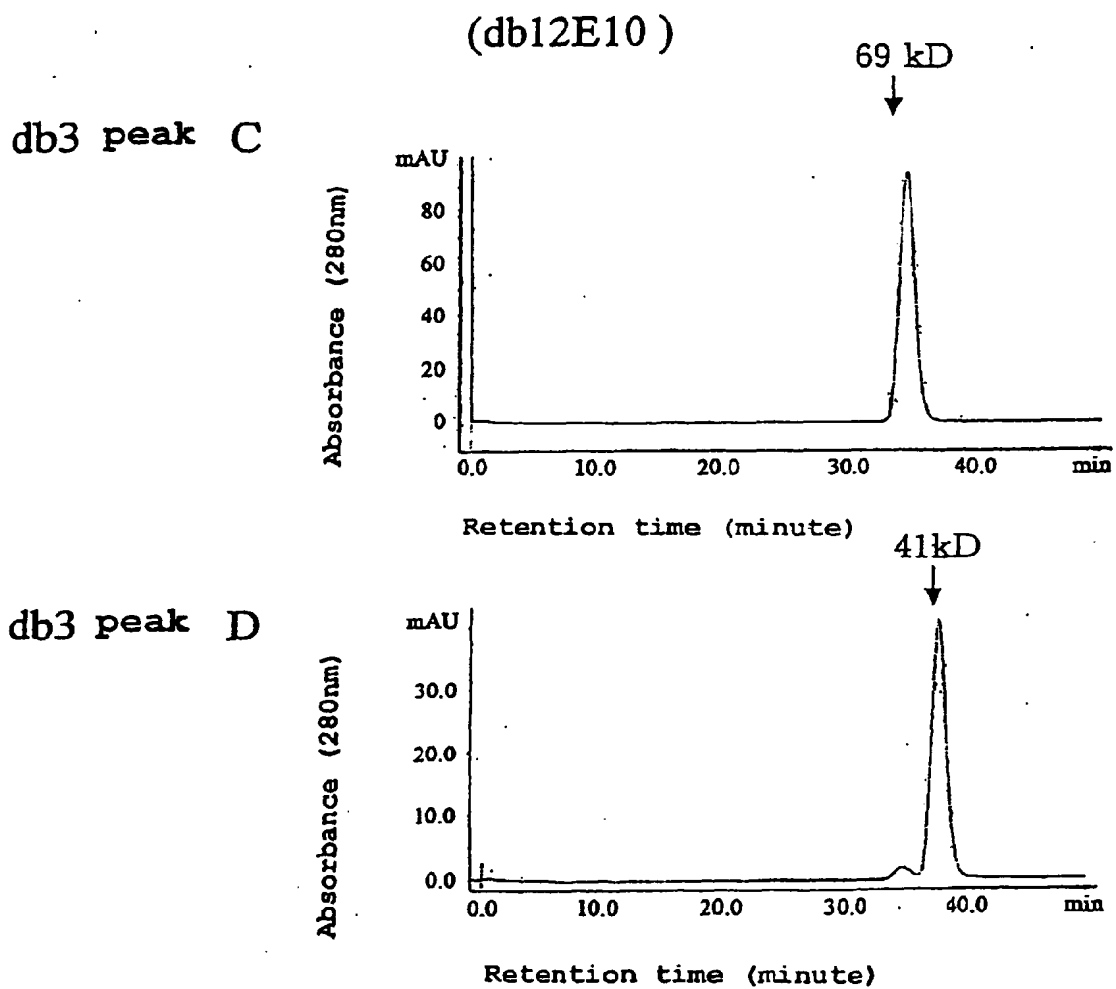 (db12E10 )
69 kD
db3 peak C
mAU
Absorbance (280nm)
80
60
40
20
0
0.0 10.0 20.0 30.0 40.0 min
Retention time (minute)
41kD
db3 peak D
mAU
Absorbance (280nm)
30.0
20.0
10.0
0.0
0.0 10.0 20.0 30.0 40.0 min
Retention time (minute)